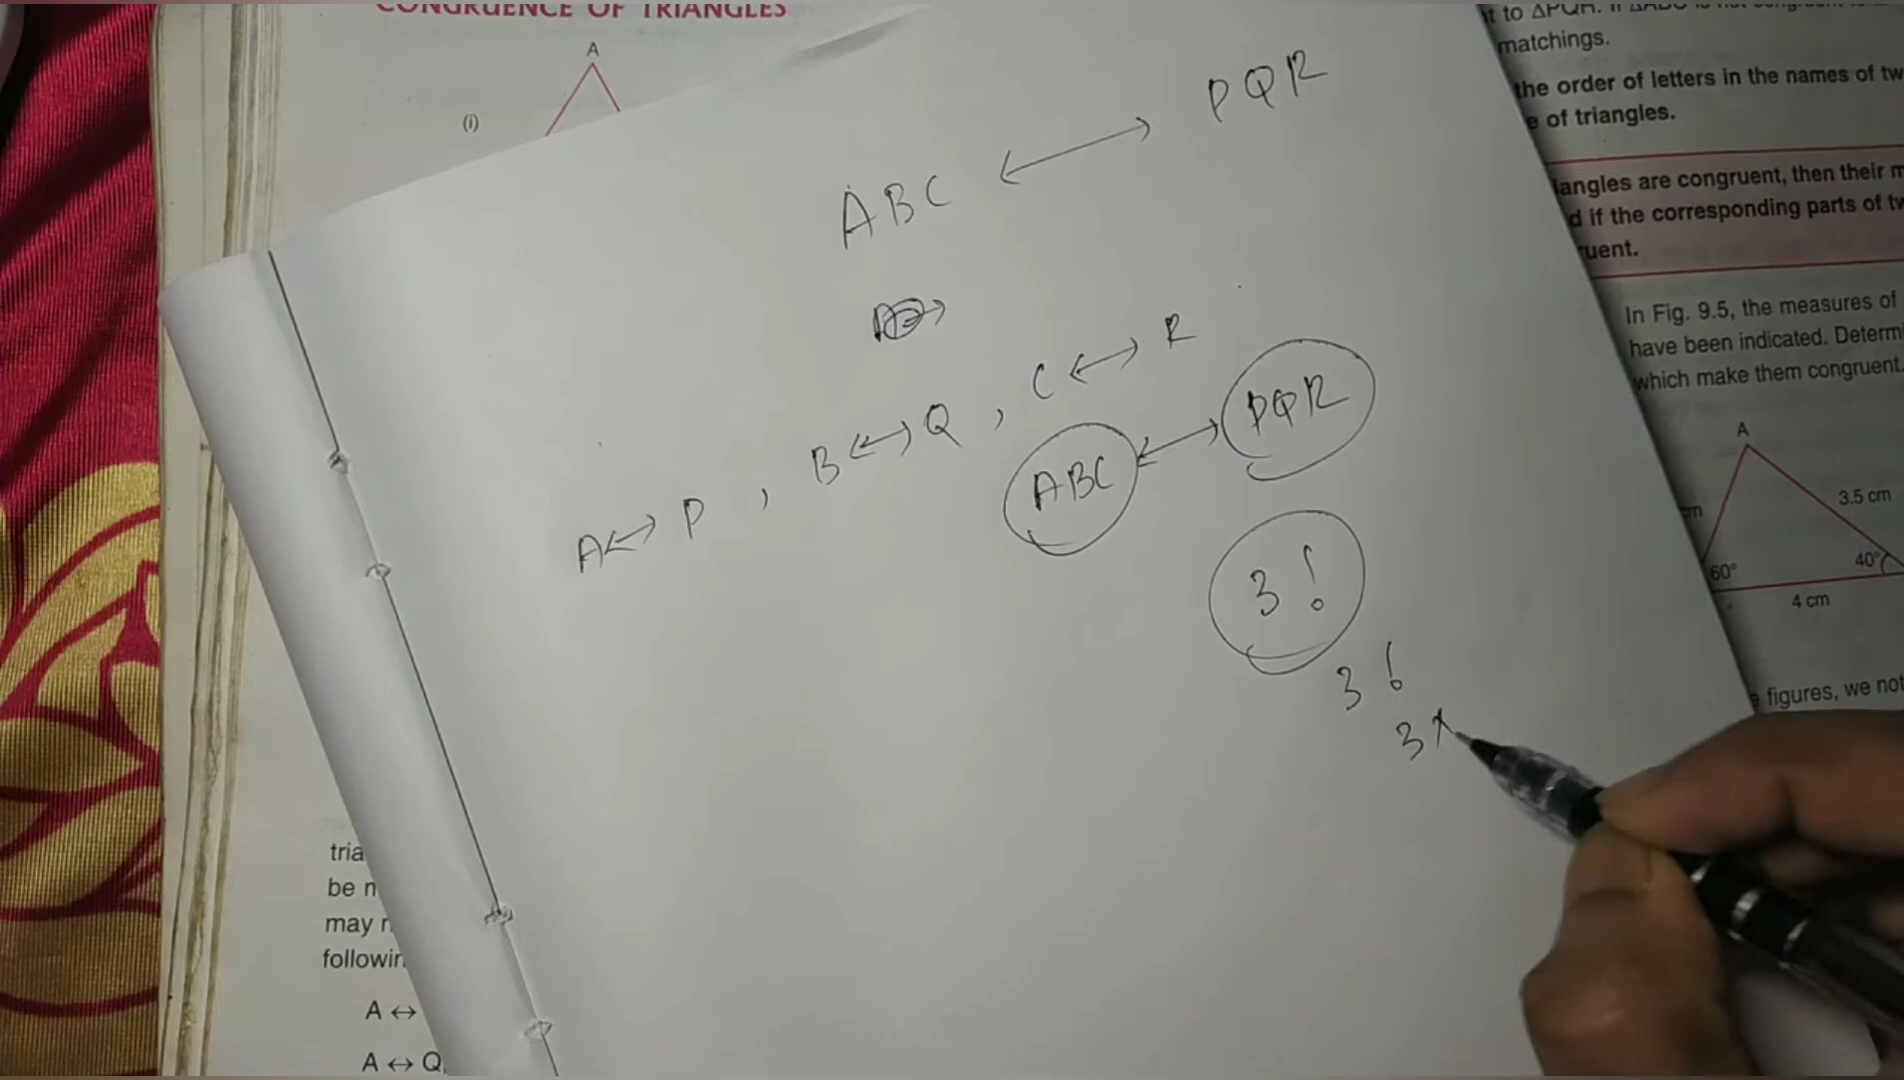 CONGRUENCE OF TRIANGLES
A
(i)
ABC ⟷ PQR
A ↔ P , B ↔ Q , C ↔ R
ABC ⟷ PQR
3!
3!
3×
tria
be n
may
followin
A ↔
A ↔ Q,
to ΔPQR.
matchings.
the order of letters in the names of tw
e of triangles.
iangles are congruent, then their m
d if the corresponding parts of tw
uent.
In Fig. 9.5, the measures of
have been indicated. Determ
which make them congruent.
A
m
3.5 cm
60°
40°
4 cm
figures, we not